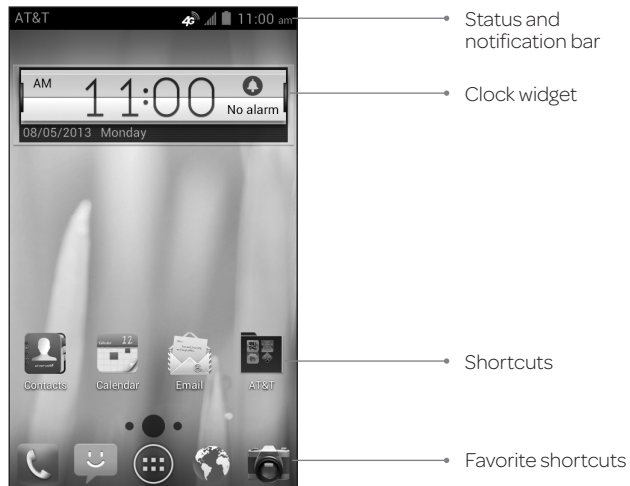 AT&T 4G 11:00 am
Status and
notification bar
AM 11:00
No alarm
08/05/2013 Monday
Clock widget
12
Contacts Calendar Email AT&T
Shortcuts
Favorite shortcuts